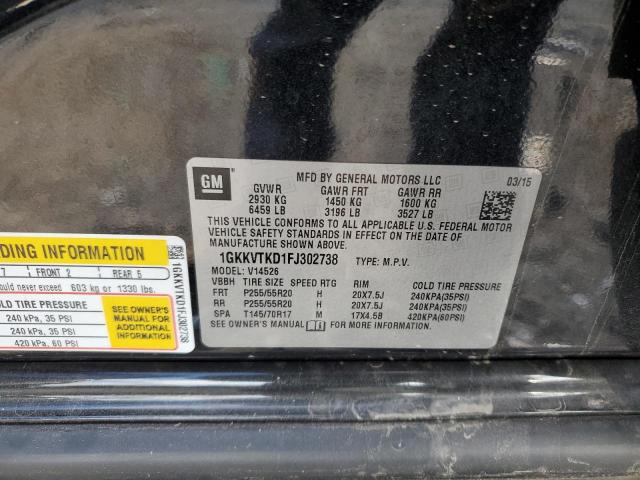 GM
MFD BY GENERAL MOTORS LLC
03/15
GVWR GAWR FRT GAWR RR
2930 KG 1450 KG 1600 KG
6459 LB 3196 LB 3527 LB
THIS VEHICLE CONFORMS TO ALL APPLICABLE U.S. FEDERAL MOTOR
VEHICLE SAFETY STANDARDS IN EFFECT ON THE DATE OF
MANUFACTURE SHOWN ABOVE.
1GKKVTKD1FJ302738 TYPE: M.P.V.
MODEL: V14526
VBBH TIRE SIZE SPEED RTG RIM COLD TIRE PRESSURE
FRT P255/55R20 H 20X7.5J 240KPA(35PSI)
RR P255/55R20 H 20X7.5J 240KPA(35PSI)
SPA T145/70R17 M 17X4.5B 420KPA(60PSI)
SEE OWNER'S MANUAL FOR MORE INFORMATION.
DING INFORMATION
7 FRONT 2 REAR 5
ould never exceed 603 kg or 1330 lbs.
TIRE PRESSURE
240 kPA, 35 PSI
240 kPA, 35 PSI
420 kPA, 60 PSI
SEE OWNER'S
MANUAL FOR
ADDITIONAL
INFORMATION
1GKKVTKD1FJ302738